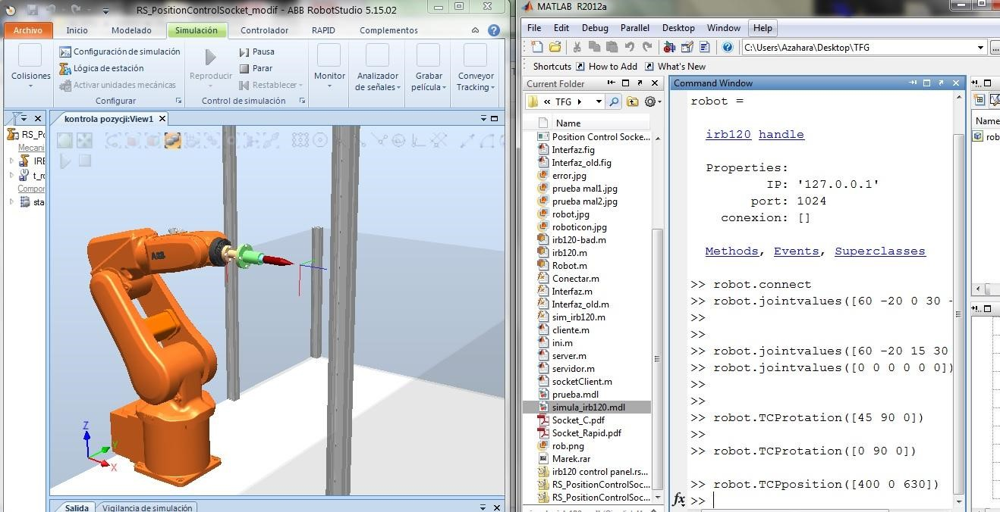 RS_PositionControlSocket_modif - ABB RobotStudio 5.15.02
Archivo Inicio Modelado Simulación Controlador RAPID Complementos
Colisiones
Configuración de simulación
Lógica de estación
Activar unidades mecánicas
Configurar
Reproducir
Pausa
Parar
Restablecer
Control de simulación
Monitor
Analizador de señales
Grabar película
Conveyor Tracking
kontrola pozycji:View1
RS_Po
Mecani
IRE
t_ro
Compor
sta
ABB
Z
Y
X
Salida Vigilancia de simulación
MATLAB R2012a
File Edit Debug Parallel Desktop Window Help
C:\Users\Azahara\Desktop\TFG
Shortcuts How to Add What's New
Current Folder
« TFG
Name
Position Control Socke...
Interfaz.fig
Interfaz_old.fig
error.jpg
prueba mal1.jpg
prueba mal2.jpg
robot.jpg
roboticon.jpg
irb120-bad.m
irb120.m
Robot.m
Conectar.m
Interfaz.m
Interfaz_old.m
sim_irb120.m
cliente.m
ini.m
server.m
servidor.m
socketClient.m
prueba.mdl
simula_irb120.mdl
Socket_C.pdf
Socket_Rapid.pdf
rob.png
Marek.rar
irb120 control panel.rs...
RS_PositionControlSoc...
RS_PositionControlSoc...
Command Window
robot =
irb120 handle
Properties:
IP: '127.0.0.1'
port: 1024
conexion: []
Methods, Events, Superclasses
>> robot.connect
>> robot.jointvalues([60 -20 0 30 -
>>
>>
>> robot.jointvalues([60 -20 15 30
>> robot.jointvalues([0 0 0 0 0 0])
>>
>>
>> robot.TCProtation([45 90 0])
>>
>> robot.TCProtation([0 90 0])
>> robot.TCPposition([400 0 630])
>>
fx
Name
rob